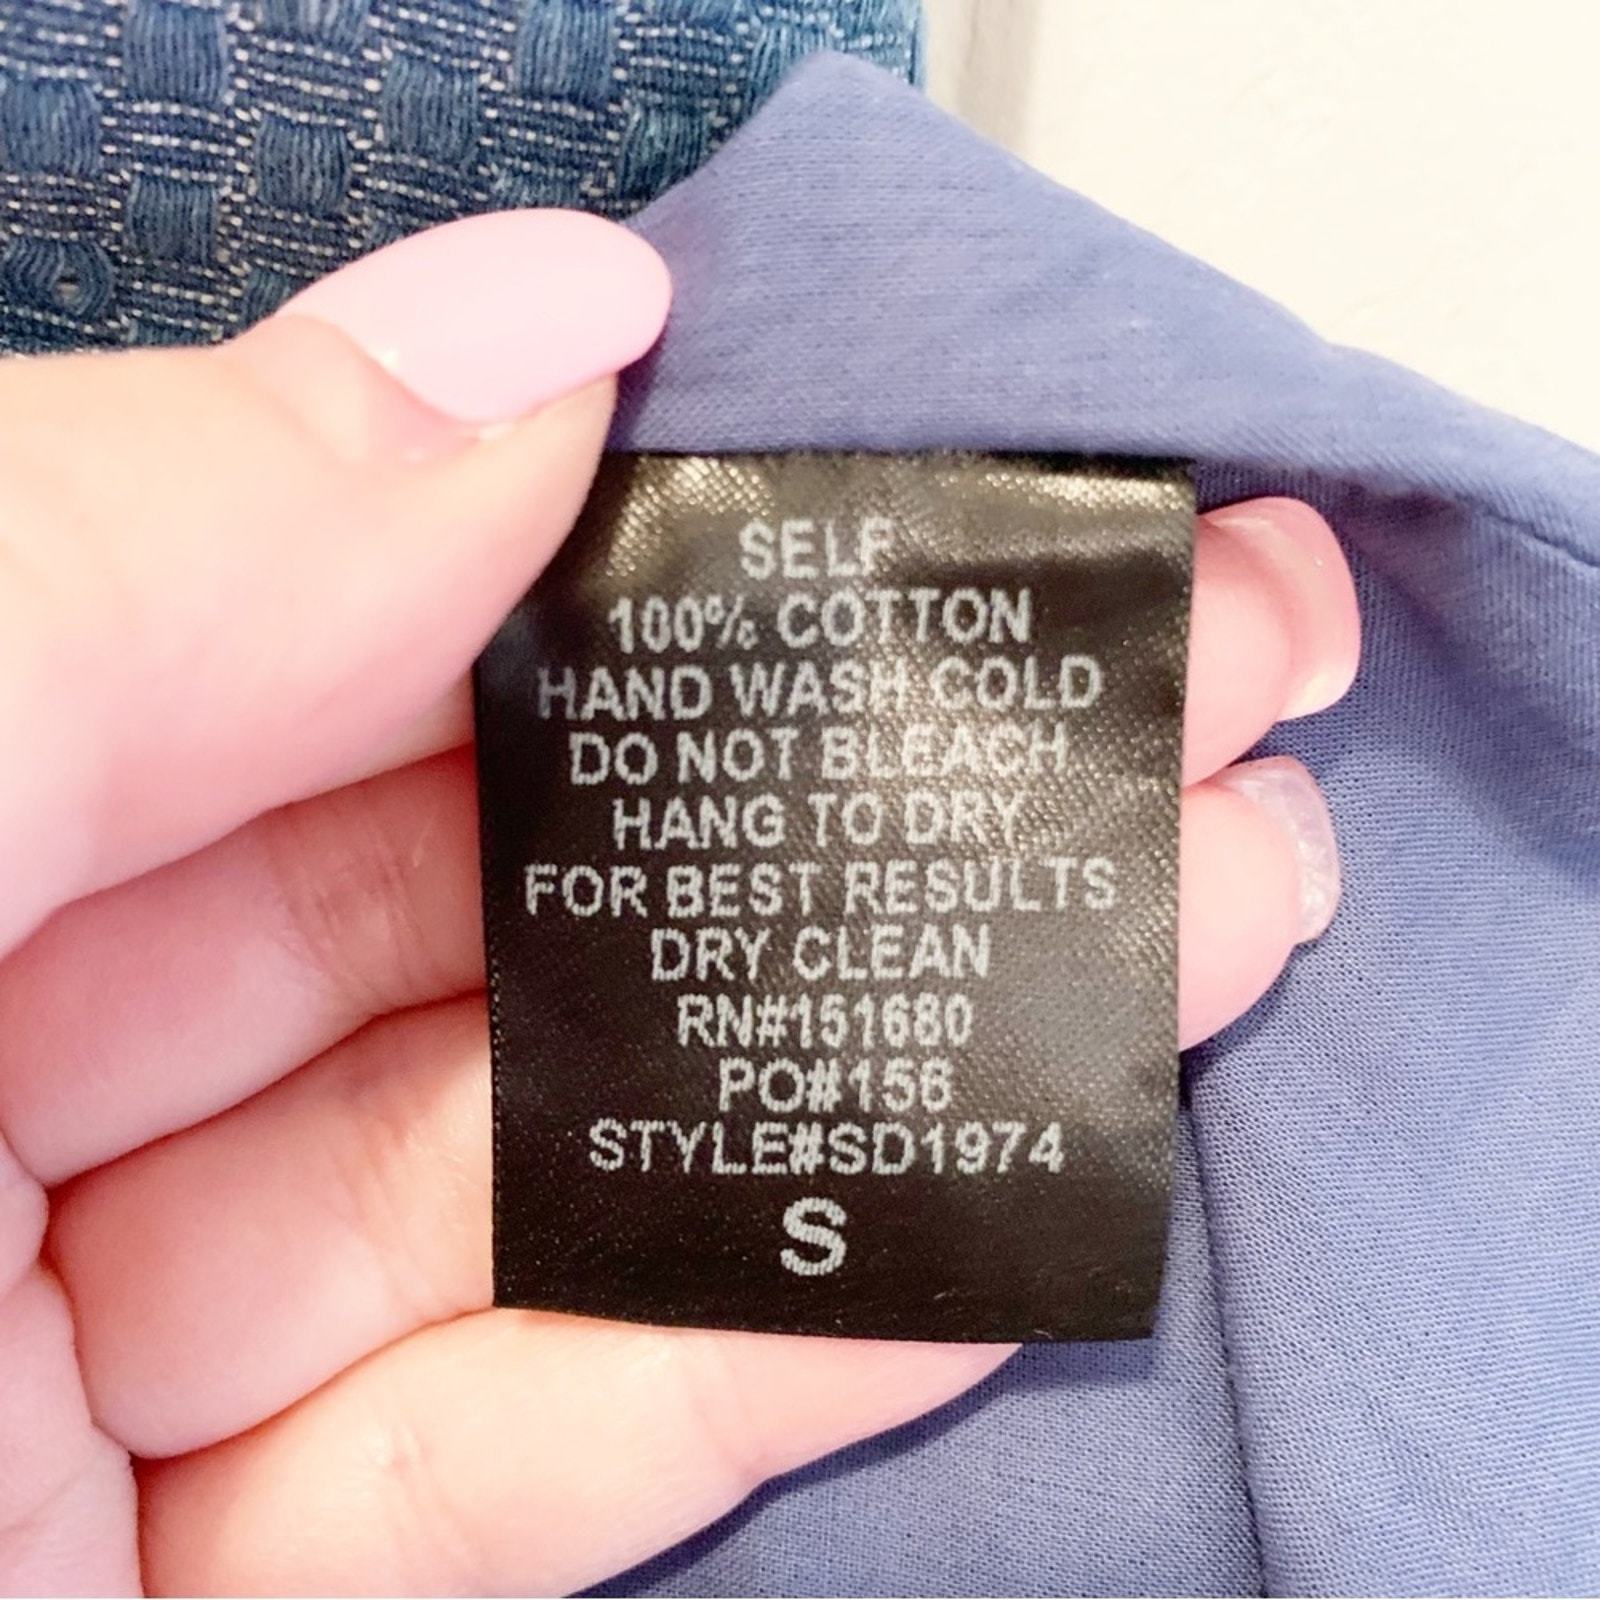 SELF
100% COTTON
HAND WASH COLD
DO NOT BLEACH
HANG TO DRY
FOR BEST RESULTS
DRY CLEAN
RN#151680
PO#156
STYLE#SD1974
S